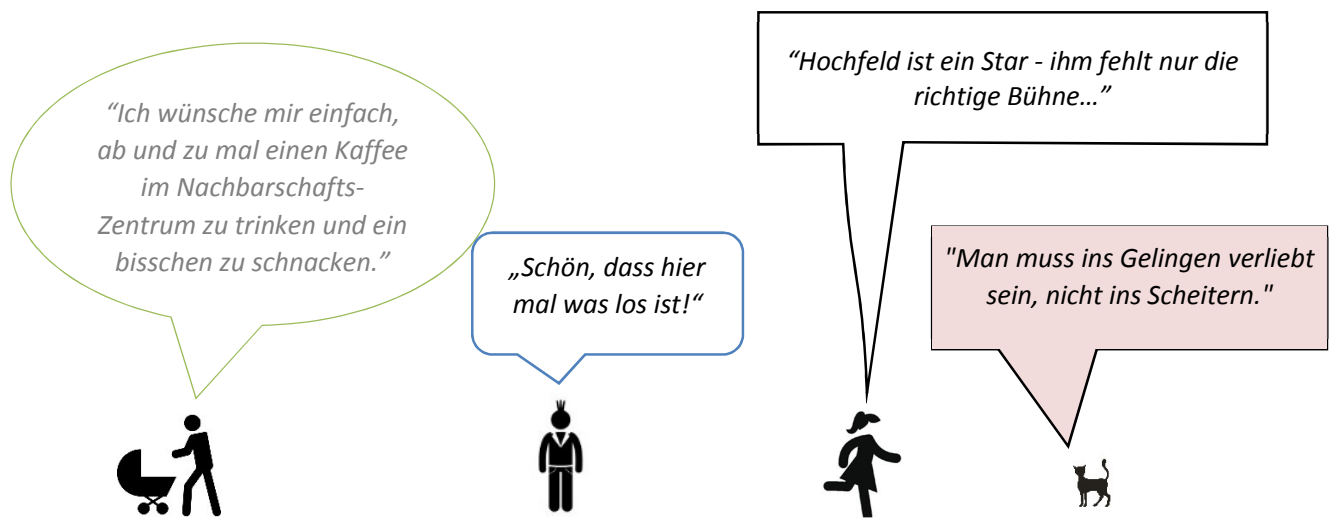 “Ich wünsche mir einfach,
ab und zu mal einen Kaffee
im Nachbarschafts-
Zentrum zu trinken und ein
bisschen zu schnacken.”
„Schön, dass hier
mal was los ist!“
“Hochfeld ist ein Star - ihm fehlt nur die
richtige Bühne…”
"Man muss ins Gelingen verliebt
sein, nicht ins Scheitern."